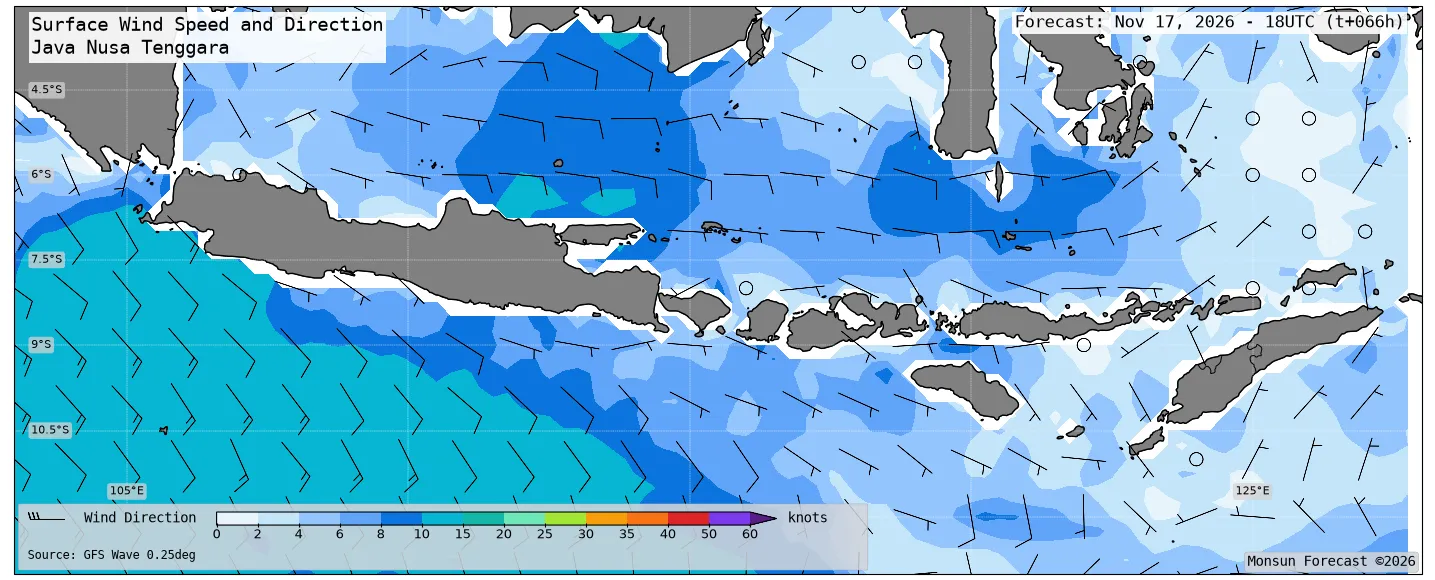 Surface Wind Speed and Direction
Java Nusa Tenggara
Forecast: Nov 17, 2026 - 18UTC (t+066h)
4.5°S
6°S
7.5°S
9°S
10.5°S
105°E
125°E
Wind Direction
0 2 4 6 8 10 15 20 25 30 35 40 50 60
knots
Source: GFS Wave 0.25deg
Monsun Forecast ©2026